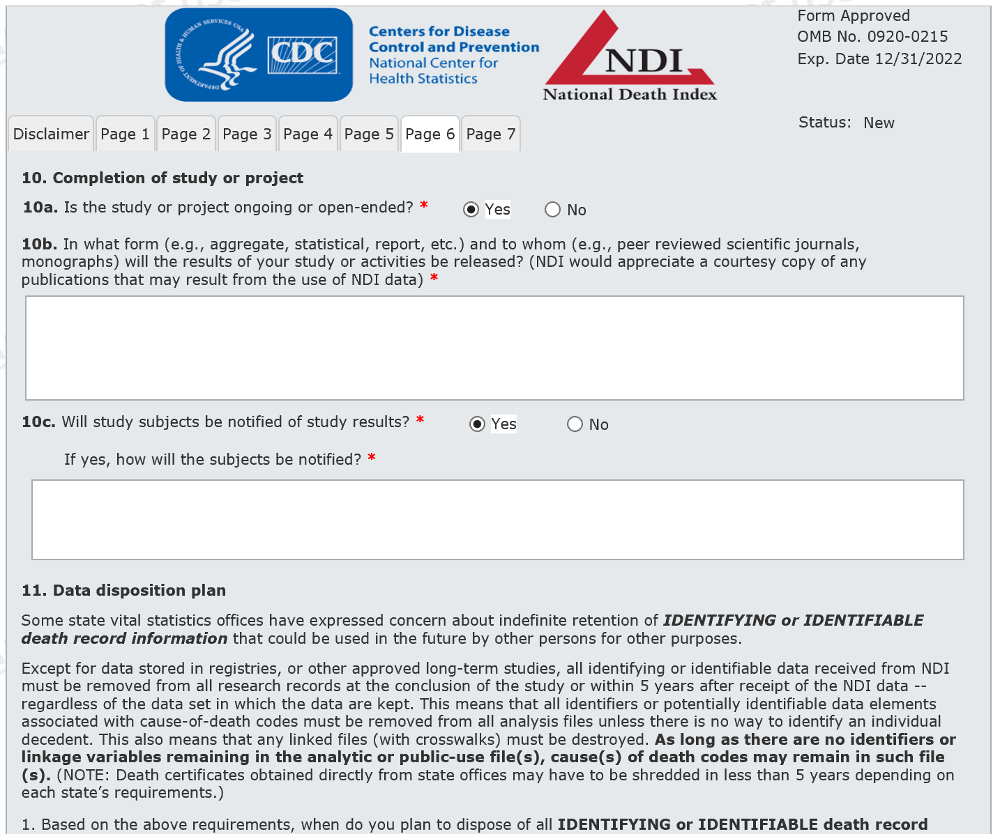 DEPARTMENT OF HEALTH & HUMAN SERVICES·USA
CDC
Centers for Disease
Control and Prevention
National Center for
Health Statistics
NDI
National Death Index
Form Approved
OMB No. 0920-0215
Exp. Date 12/31/2022
Disclaimer Page 1 Page 2 Page 3 Page 4 Page 5 Page 6 Page 7
Status: New
10. Completion of study or project
10a. Is the study or project ongoing or open-ended? * Yes No
10b. In what form (e.g., aggregate, statistical, report, etc.) and to whom (e.g., peer reviewed scientific journals,
monographs) will the results of your study or activities be released? (NDI would appreciate a courtesy copy of any
publications that may result from the use of NDI data) *
10c. Will study subjects be notified of study results? * Yes No
If yes, how will the subjects be notified? *
11. Data disposition plan
Some state vital statistics offices have expressed concern about indefinite retention of IDENTIFYING or IDENTIFIABLE
death record information that could be used in the future by other persons for other purposes.
Except for data stored in registries, or other approved long-term studies, all identifying or identifiable data received from NDI
must be removed from all research records at the conclusion of the study or within 5 years after receipt of the NDI data --
regardless of the data set in which the data are kept. This means that all identifiers or potentially identifiable data elements
associated with cause-of-death codes must be removed from all analysis files unless there is no way to identify an individual
decedent. This also means that any linked files (with crosswalks) must be destroyed. As long as there are no identifiers or
linkage variables remaining in the analytic or public-use file(s), cause(s) of death codes may remain in such file
(s). (NOTE: Death certificates obtained directly from state offices may have to be shredded in less than 5 years depending on
each state’s requirements.)
1. Based on the above requirements, when do you plan to dispose of all IDENTIFYING or IDENTIFIABLE death record